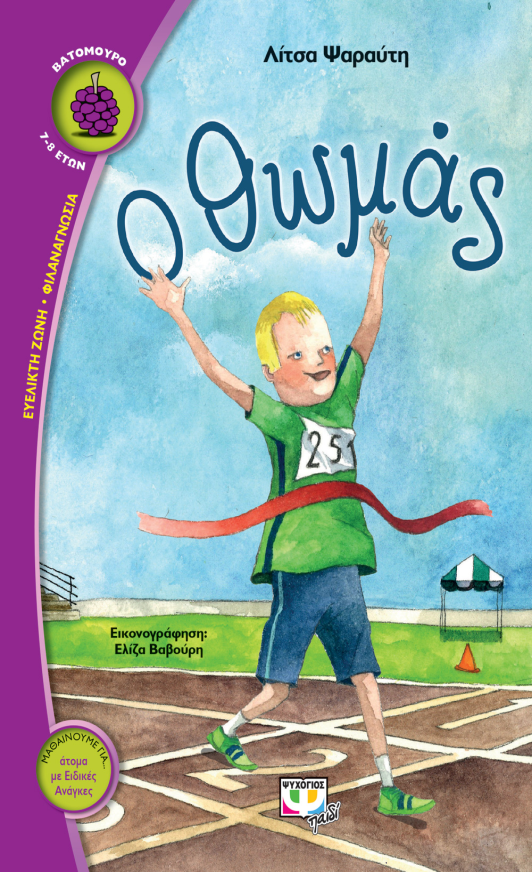 ΒΑΤΟΜΟΥΡΟ
7-8 ΕΤΩΝ
ΕΥΕΛΙΚΤΗ ΖΩΝΗ • ΦΙΛΑΝΑΓΝΩΣΙΑ
Λίτσα Ψαραύτη
Ο Θωμάς
251
Εικονογράφηση:
Ελίζα Βαβούρη
ΜΑΘΑΙΝΟΥΜΕ ΓΙΑ...
άτομα
με Ειδικές
Ανάγκες
ΨΥΧΟΓΙΟΣ
παιδί